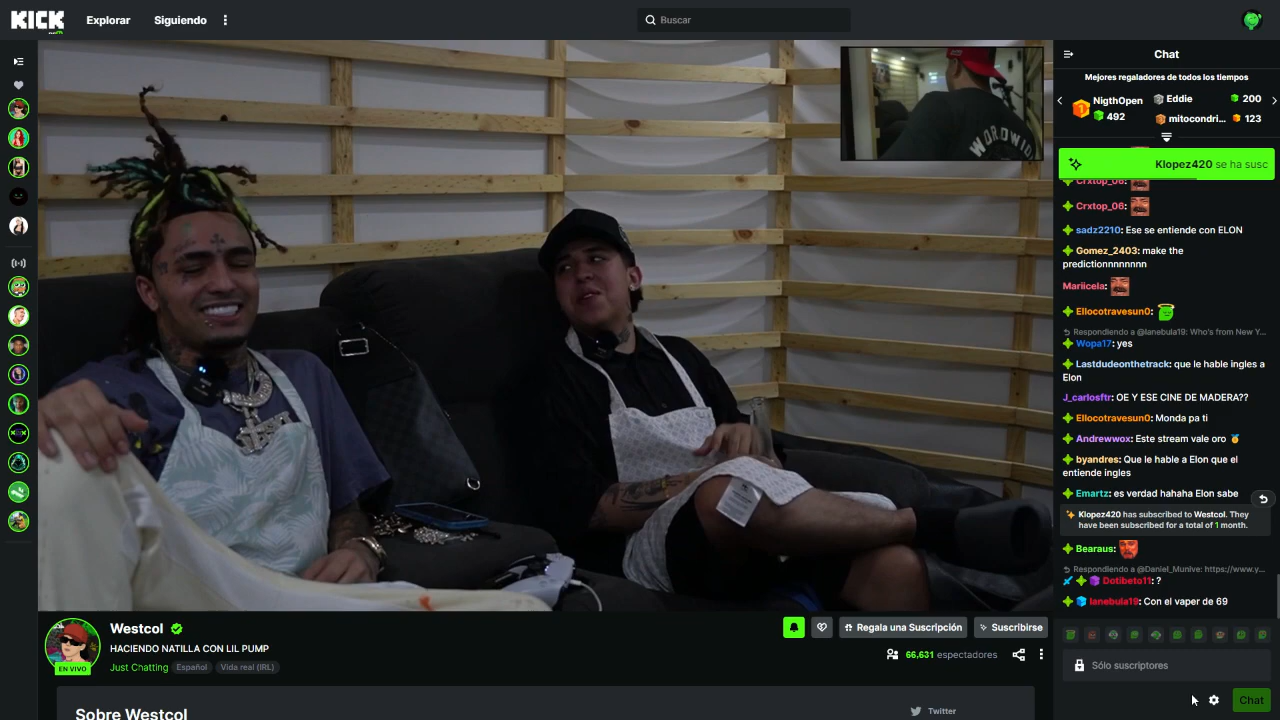 KICK
Explorar
Siguiendo
Buscar
WORDWID
Chat
Mejores regaladores de todos los tiempos
NigthOpen
492
Eddie
200
mitocondri...
123
Klopez420 se ha susc
Crxtop_06:
Crxtop_06:
sadz2210: Ese se entiende con ELON
Gomez_2403: make the
predictionnnnnnn
Mariicela:
Ellocotravesun0:
Respondiendo a @lanebula19: Who's from New Y...
Wopa17: yes
Lastdudeonthetrack: que le hable ingles a
Elon
J_carlosftr: OE Y ESE CINE DE MADERA??
Ellocotravesun0: Monda pa ti
Andrewwox: Este stream vale oro
byandres: Que le hable a Elon que el
entiende ingles
Emartz: es verdad hahaha Elon sabe
Klopez420 has subscribed to Westcol. They
have been subscribed for a total of 1 month.
Bearaus:
Respondiendo a @Daniel_Munive: https://www.y...
Dotibeto11: ?
lanebula19: Con el vaper de 69
Sólo suscriptores
Chat
EN VIVO
Westcol
HACIENDO NATILLA CON LIL PUMP
Just Chatting
Español
Vida real (IRL)
Regala una Suscripción
Suscribirse
66,631 espectadores
Sobre Westcol
Twitter